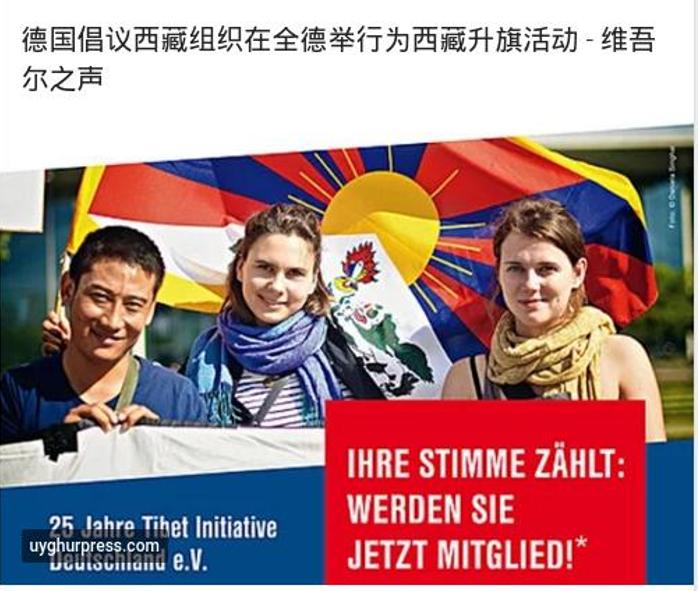 德国倡议西藏组织在全德举行为西藏升旗活动 - 维吾
尔之声
25 Jahre Tibet Initiative
Deutschland e.V.
uyghurpress.com
IHRE STIMME ZÄHLT:
WERDEN SIE
JETZT MITGLIED!*